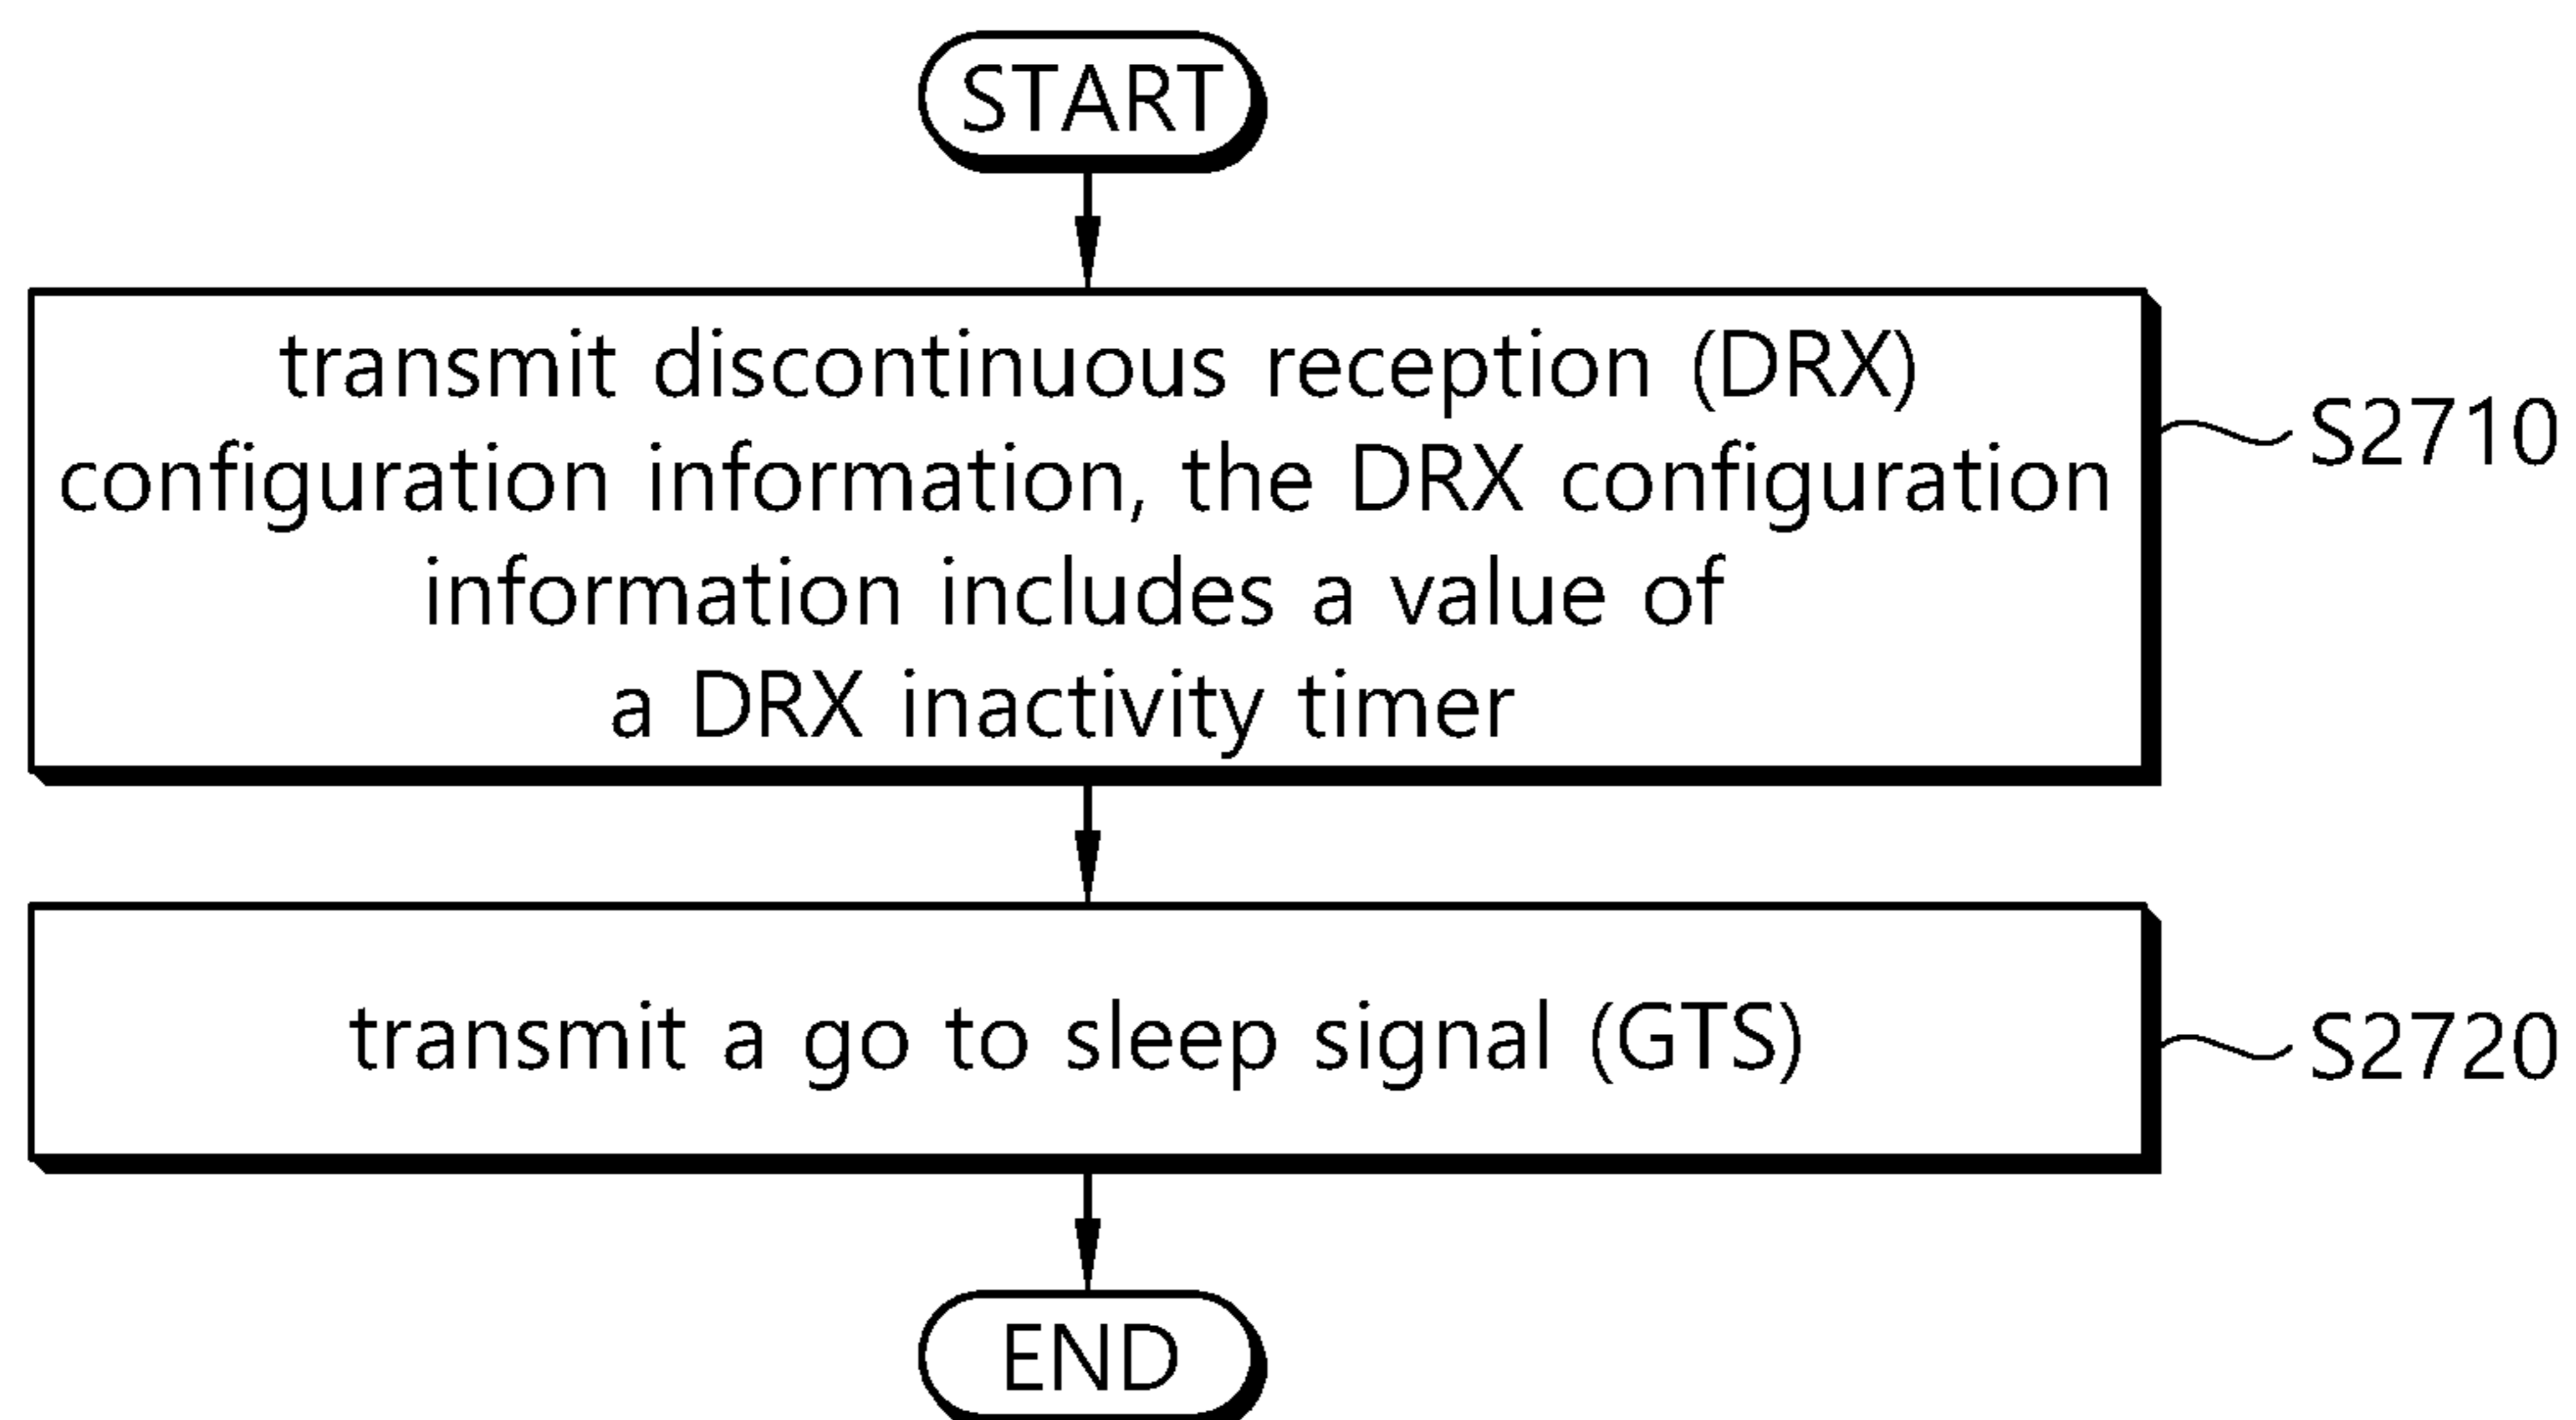 START
transmit discontinuous reception (DRX)
configuration information, the DRX configuration
information includes a value of
a DRX inactivity timer
S2710
transmit a go to sleep signal (GTS)
S2720
END